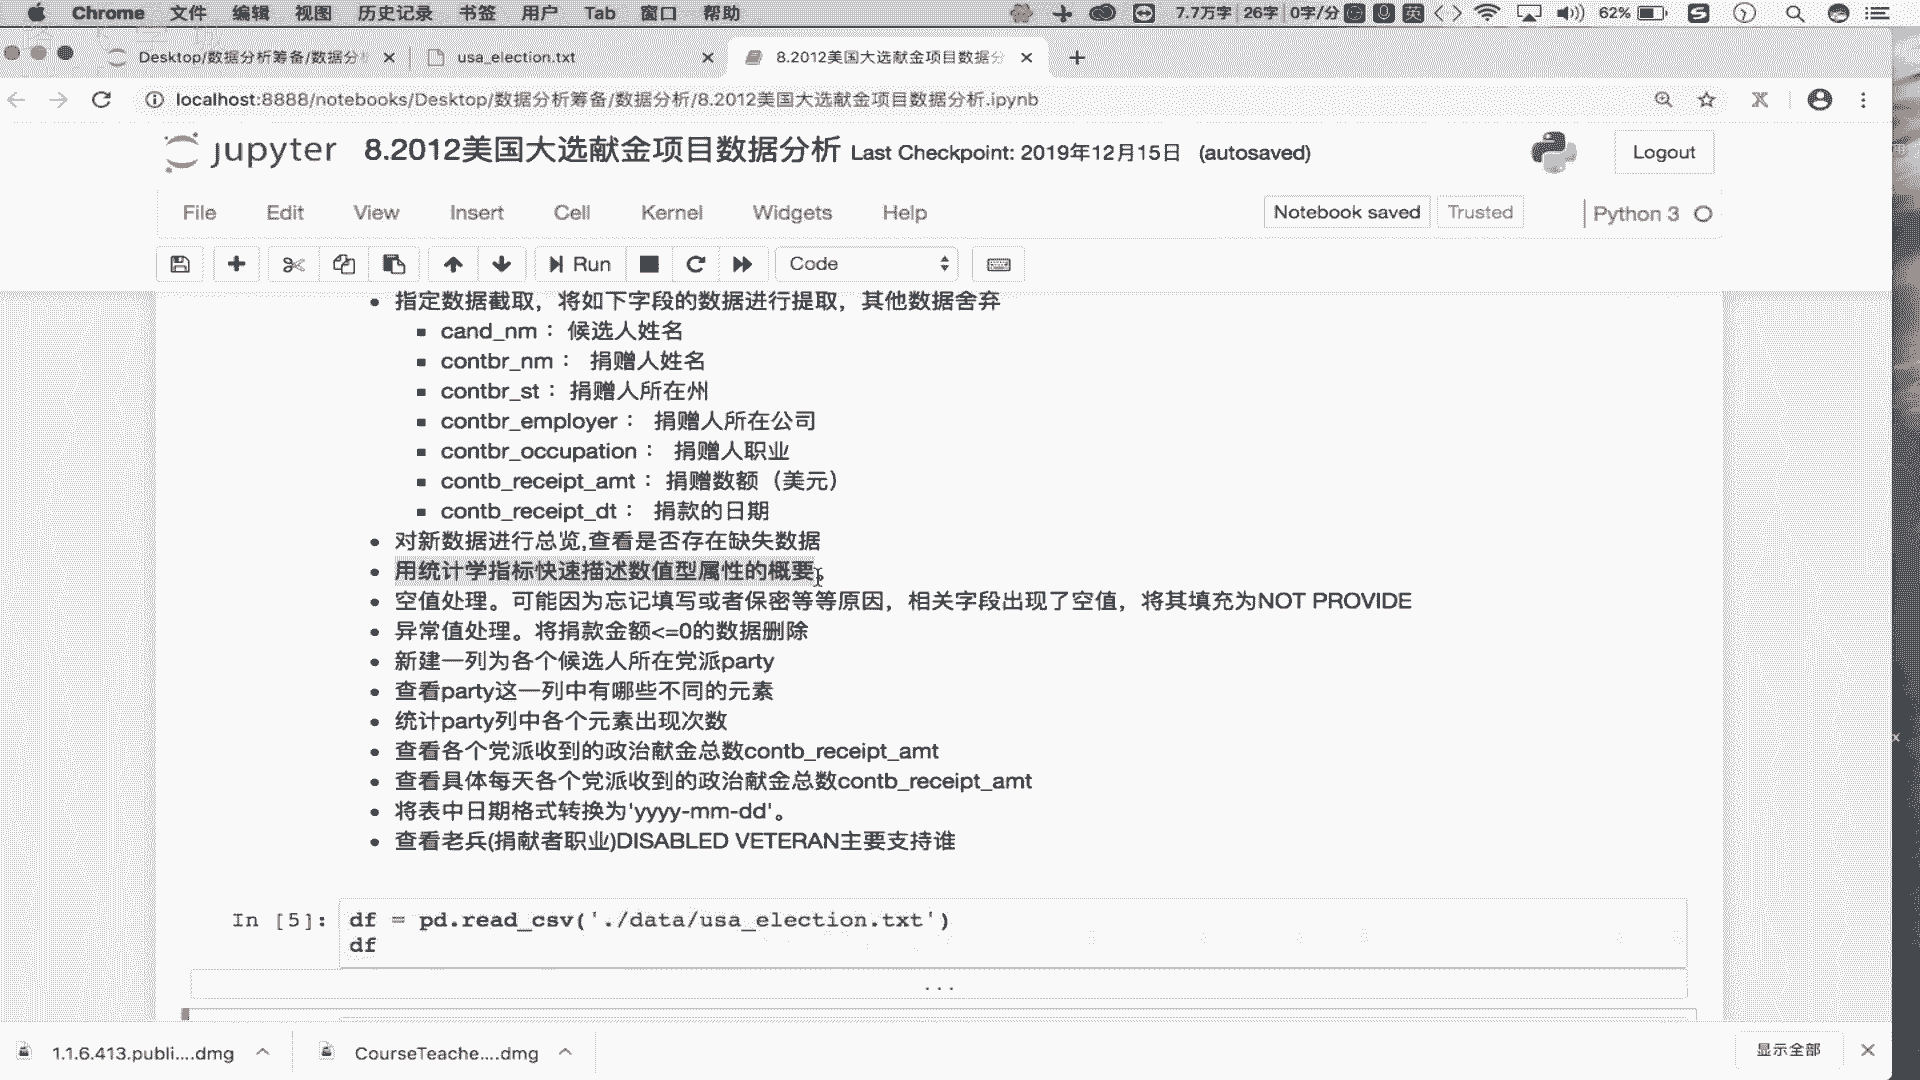 Chrome 文件 编辑 视图 历史记录 书签 用户 Tab 窗口 帮助 7.7万字 26字 0字/分 英 62%
Desktop/数据分析筹备/数据分
usa_election.txt
8.2012美国大选献金项目数据分
localhost:8888/notebooks/Desktop/数据分析筹备/数据分析/8.2012美国大选献金项目数据分析.ipynb
jupyter 8.2012美国大选献金项目数据分析 Last Checkpoint: 2019年12月15日 (autosaved)
Logout
File Edit View Insert Cell Kernel Widgets Help
Notebook saved Trusted Python 3
Run Code
指定数据截取，将如下字段的数据进行提取，其他数据舍弃
cand_nm： 候选人姓名
contbr_nm： 捐赠人姓名
contbr_st： 捐赠人所在州
contbr_employer： 捐赠人所在公司
contbr_occupation： 捐赠人职业
contb_receipt_amt： 捐赠数额（美元）
contb_receipt_dt： 捐款的日期
对新数据进行总览,查看是否存在缺失数据
用统计学指标快速描述数值型属性的概要。
空值处理。可能因为忘记填写或者保密等等原因，相关字段出现了空值，将其填充为NOT PROVIDE
异常值处理。将捐款金额<=0的数据删除
新建一列为各个候选人所在党派party
查看party这一列中有哪些不同的元素
统计party列中各个元素出现次数
查看各个党派收到的政治献金总数contb_receipt_amt
查看具体每天各个党派收到的政治献金总数contb_receipt_amt
将表中日期格式转换为'yyyy-mm-dd'。
查看老兵(捐献者职业)DISABLED VETERAN主要支持谁
In [5]: df = pd.read_csv('./data/usa_election.txt')
df
...
1.1.6.413.publi....dmg
CourseTeache....dmg
显示全部